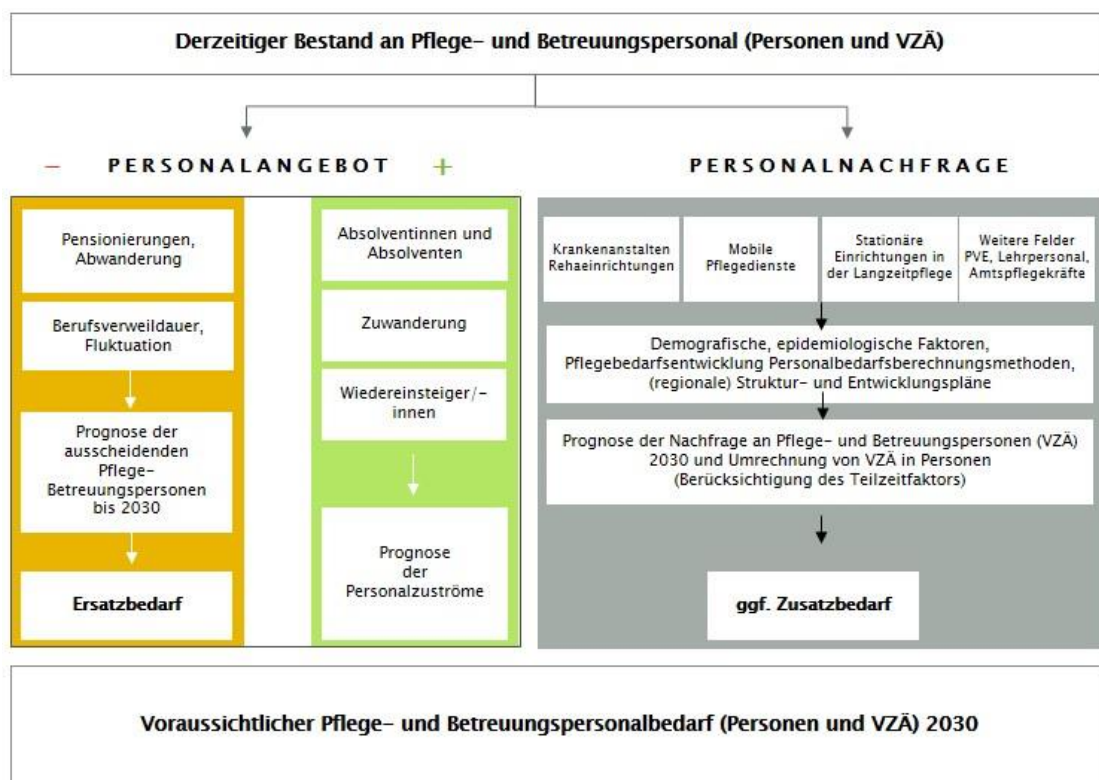 Derzeitiger Bestand an Pflege- und Betreuungspersonal (Personen und VZÄ)
– PERSONALANGEBOT +
Pensionierungen,
Abwanderung
Berufsverweildauer,
Fluktuation
Prognose der
ausscheidenden
Pflege-
Betreuungspersonen
bis 2030
Ersatzbedarf
Absolventinnen und
Absolventen
Zuwanderung
Wiedereinsteiger/-
innen
Prognose
der
Personalzuströme
PERSONALNACHFRAGE
Krankenanstalten
Rehaeinrichtungen
Mobile
Pflegedienste
Stationäre
Einrichtungen in
der Langzeitpflege
Weitere Felder
PVE, Lehrpersonal,
Amtspflegekräfte
Demografische, epidemiologische Faktoren,
Pflegebedarfsentwicklung Personalbedarfsberechnungsmethoden,
(regionale) Struktur- und Entwicklungspläne
Prognose der Nachfrage an Pflege- und Betreuungspersonen (VZÄ)
2030 und Umrechnung von VZÄ in Personen
(Berücksichtigung des Teilzeitfaktors)
ggf. Zusatzbedarf
Voraussichtlicher Pflege- und Betreuungspersonalbedarf (Personen und VZÄ) 2030